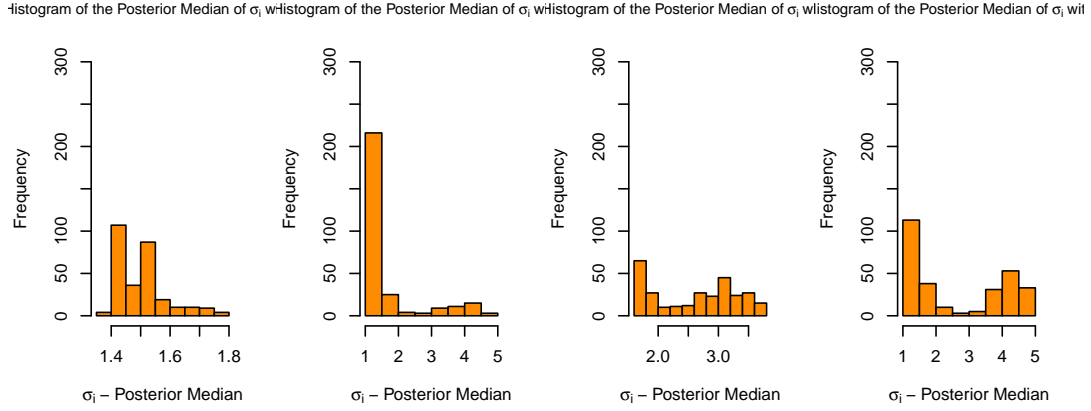 Histogram of the Posterior Median of σi w
Histogram of the Posterior Median of σi w
Histogram of the Posterior Median of σi w
listogram of the Posterior Median of σi wit
Frequency
0
50
100
200
300
1.4
1.6
1.8
σi − Posterior Median
Frequency
0
50
100
200
300
1
2
3
4
5
σi − Posterior Median
Frequency
0
50
100
200
300
2.0
3.0
σi − Posterior Median
Frequency
0
50
100
200
300
1
2
3
4
5
σi − Posterior Median